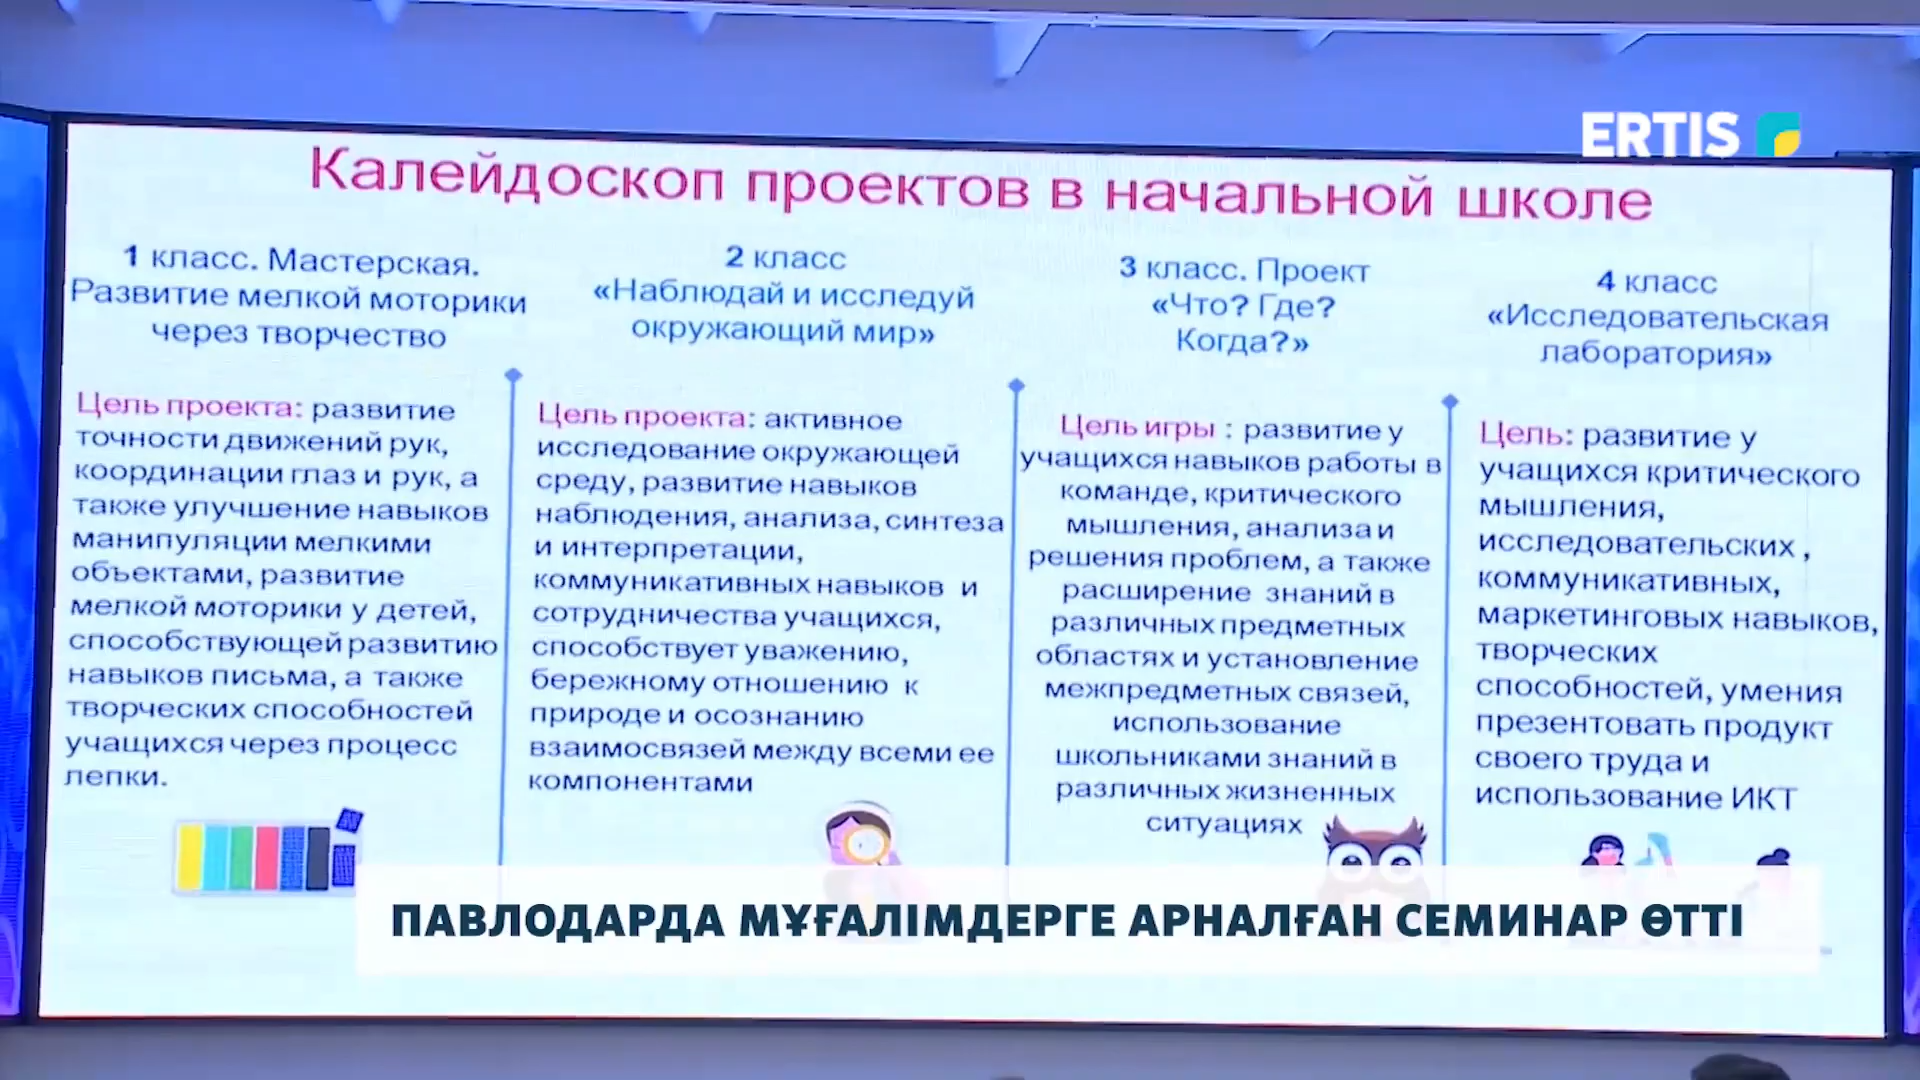 ERTIS
Калейдоскоп проектов в начальной школе
1 класс. Мастерская.
Развитие мелкой моторики
через творчество
Цель проекта: развитие
точности движений рук,
координации глаз и рук, а
также улучшение навыков
манипуляции мелкими
объектами, развитие
мелкой моторики у детей,
способствующей развитию
навыков письма, а также
творческих способностей
учащихся через процесс
лепки.
2 класс
«Наблюдай и исследуй
окружающий мир»
Цель проекта: активное
исследование окружающей
среду, развитие навыков
наблюдения, анализа, синтеза
и интерпретации,
коммуникативных навыков и
сотрудничества учащихся,
способствует уважению,
бережному отношению к
природе и осознанию
взаимосвязей между всеми ее
компонентами
3 класс. Проект
«Что? Где?
Когда?»
Цель игры : развитие у
учащихся навыков работы в
команде, критического
мышления, анализа и
решения проблем, а также
расширение знаний в
различных предметных
областях и установление
межпредметных связей,
использование
школьниками знаний в
различных жизненных
ситуациях
4 класс
«Исследовательская
лаборатория»
Цель: развитие у
учащихся критического
мышления,
исследовательских ,
коммуникативных,
маркетинговых навыков,
творческих
способностей, умения
презентовать продукт
своего труда и
использование ИКТ
ПАВЛОДАРДА МҰҒАЛІМДЕРГЕ АРНАЛҒАН СЕМИНАР ӨТТІ